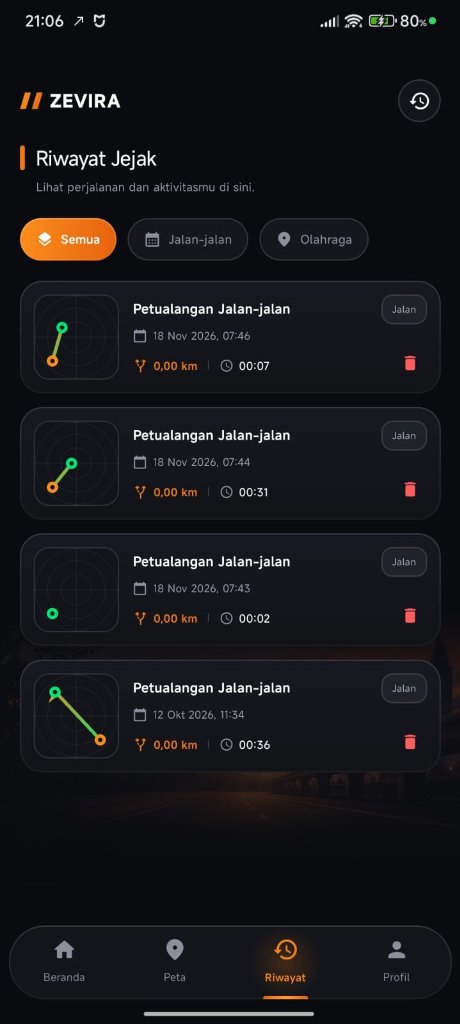 21:06
80%
ZEVIRA
Riwayat Jejak
Lihat perjalanan dan aktivitasmu di sini.
Semua
Jalan-jalan
Olahraga
Petualangan Jalan-jalan
Jalan
18 Nov 2026, 07:46
0,00 km | 00:07
Petualangan Jalan-jalan
Jalan
18 Nov 2026, 07:44
0,00 km | 00:31
Petualangan Jalan-jalan
Jalan
18 Nov 2026, 07:43
0,00 km | 00:02
Petualangan Jalan-jalan
Jalan
12 Okt 2026, 11:34
0,00 km | 00:36
Beranda
Peta
Riwayat
Profil